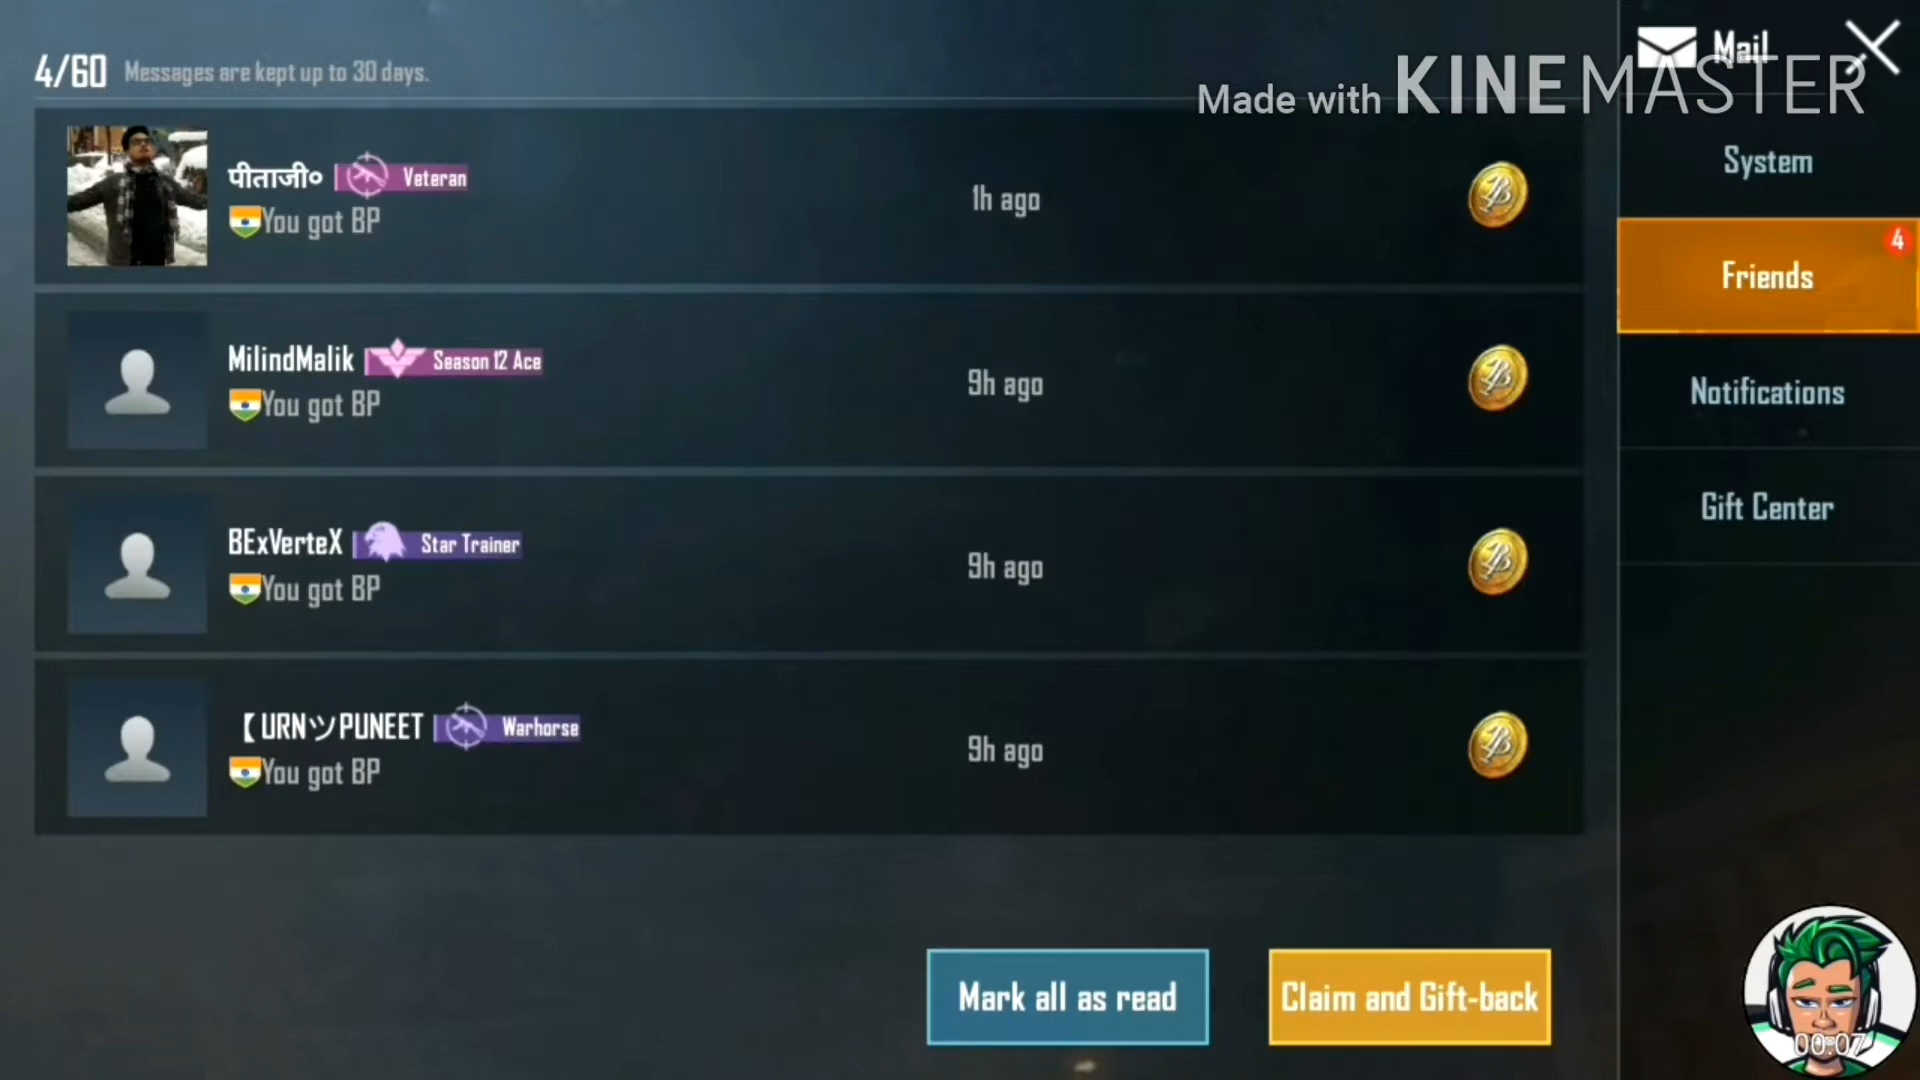 4/60 Messages are kept up to 30 days.
Mail
Made with KINEMASTER
पीताजी० Veteran
You got BP
1h ago
MilindMalik Season 12 Ace
You got BP
9h ago
BExVerteX Star Trainer
You got BP
9h ago
【URNツPUNEET Warhorse
You got BP
9h ago
Mark all as read
Claim and Gift-back
System
Friends
4
Notifications
Gift Center
00:07